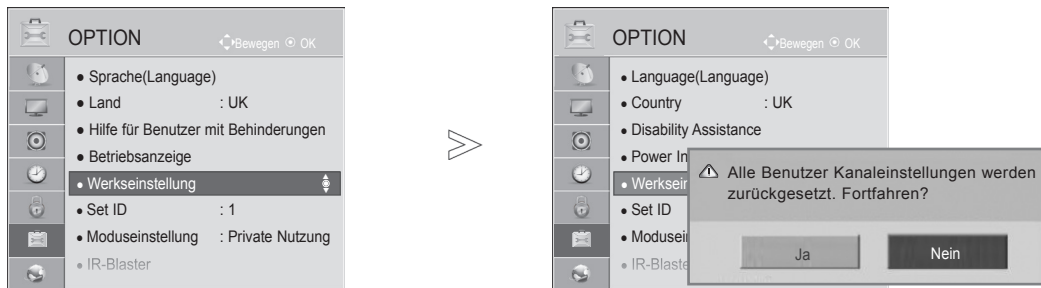 OPTION
Bewegen OK
● Sprache(Language)
● Land : UK
● Hilfe für Benutzer mit Behinderungen
● Betriebsanzeige
● Werkseinstellung
● Set ID : 1
● Moduseinstellung : Private Nutzung
● IR-Blaster
OPTION
Bewegen OK
● Language(Language)
● Country : UK
● Disability Assistance
● Power In
● Werksein
● Set ID
● Modusein
● IR-Blaste
Alle Benutzer Kanaleinstellungen werden
zurückgesetzt. Fortfahren?
Ja Nein